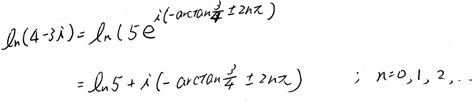 ln(4-3i) = ln(5e^{i(-arctan 3/4 ± 2nπ)}
= ln5 + i(-arctan 3/4 ± 2nπ) ; n=0,1,2,..